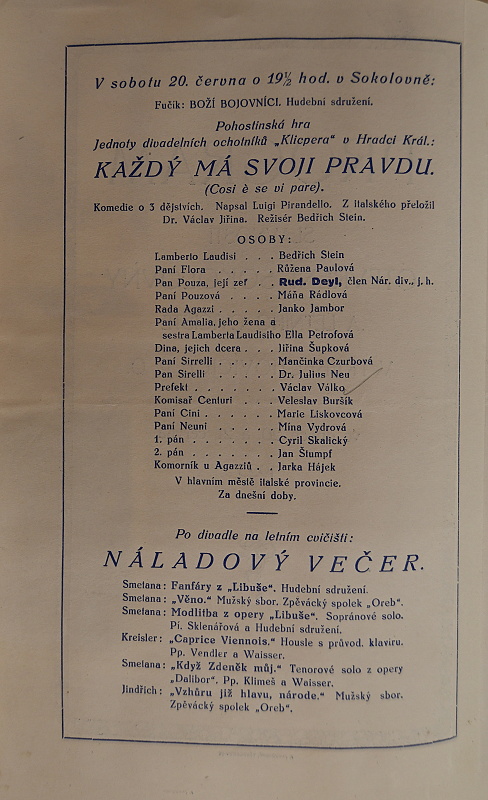 V sobotu 20. června o 19½ hod. v Sokolovně:
Fučík: BOŽÍ BOJOVNÍCI. Hudební sdružení.
Pohostinská hra
Jednoty divadelních ochotníků „Klicpera" v Hradci Král.:
KAŽDÝ MÁ SVOJI PRAVDU.
(Cosi è se vi pare).
Komedie o 3 dějstvích. Napsal Luigi Pirandello. Z italského přeložil
Dr. Václav Jiřina. Režisér Bedřich Stein.
OSOBY:
Lamberto Laudisi . . . Bedřich Stein
Paní Flora . . . . . Růžena Pavlová
Pan Pouza, její zeť . . Rud. Deyl, člen Nár. div., j. h.
Paní Pouzová . . . . Máňa Rádlová
Rada Agazzi . . . . . Janko Jambor
Paní Amalia, jeho žena a
sestra Lamberta Laudisiho Ella Petrofová
Dina, jejich dcera . . . Jiřina Šupková
Paní Sirrelli . . . . . Mančinka Czurbová
Pan Sirelli . . . . . Dr. Julius Neu
Prefekt . . . . . . . Václav Válko
Komisař Centuri . . . Veleslav Buršík
Paní Cini . . . . . . Marie Liskovcová
Paní Neuni . . . . . Mína Vydrová
1. pán . . . . . . . Cyril Skalický
2. pán . . . . . . . Jan Štumpf
Komorník u Agazziů . . Jarka Hájek
V hlavním městě italské provincie.
Za dnešní doby.
Po divadle na letním cvičišti:
NÁLADOVÝ VEČER.
Smetana: Fanfáry z „Libuše". Hudební sdružení.
Smetana: „Věno." Mužský sbor. Zpěvácký spolek „Oreb".
Smetana: Modlitba z opery „Libuše". Sopránové solo.
Pí. Sklenářová a Hudební sdružení.
Kreisler: „Caprice Viennois." Housle s průvod. klavíru.
Pp. Vendler a Waisser.
Smetana: „Když Zdeněk můj." Tenorové solo z opery
„Dalibor". Pp. Klimeš a Waisser.
Jindřich: „Vzhůru již hlavu, národe." Mužský sbor.
Zpěvácký spolek „Oreb".